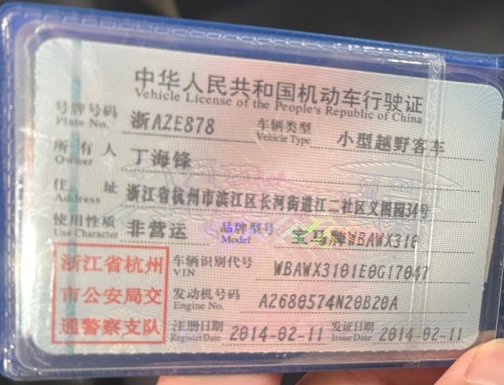 中华人民共和国机动车行驶证
Vehicle License of the People's Republic of China
号牌号码 浙AZE878 车辆类型 小型越野客车
Plate No. Vehicle Type
所有人 丁海锋
Owner
住址 浙江省杭州市滨江区长河街道江二社区义图园34号
Address
使用性质 非营运 品牌型号 宝马牌WBAWX310
Use Character Model
浙江省杭州 车辆识别代号 WBAWX3101E0G17047
VIN
市公安局交 发动机号码 A2680574N20B20A
Engine No.
通警察支队 注册日期 2014-02-11 发证日期 2014-02-11
Register Date Issue Date